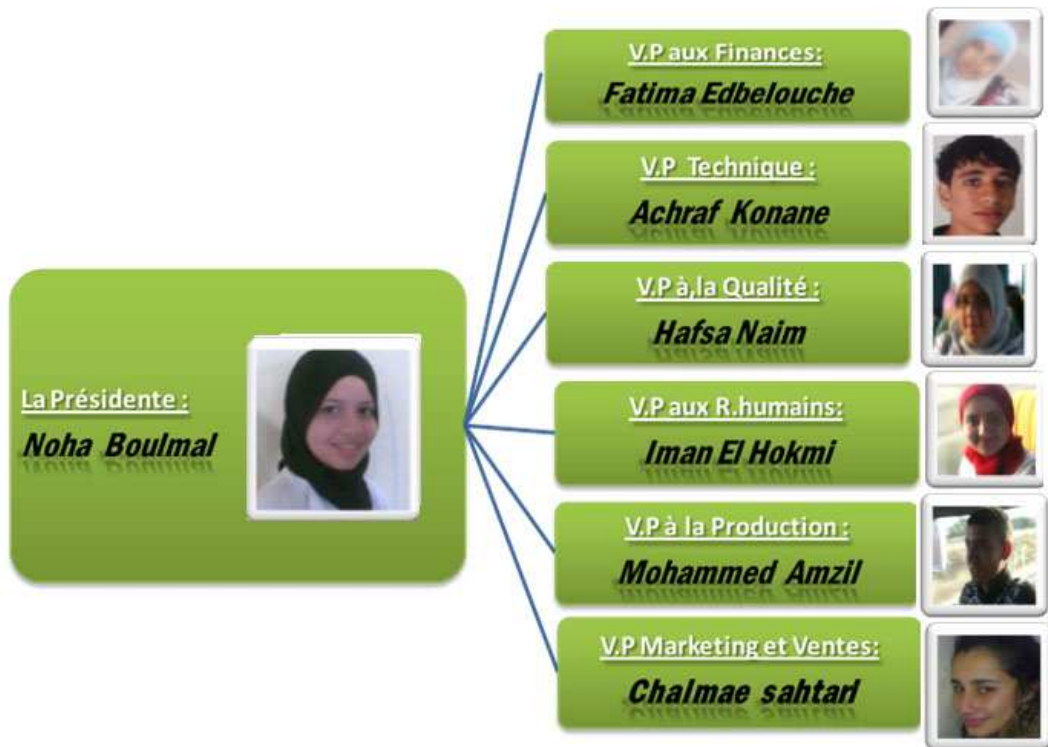 La Présidente :
Noha Boulmal
V.P aux Finances:
Fatima Edbelouche
V.P Technique :
Achraf Konane
V.P à,la Qualité :
Hafsa Naim
V.P aux R.humains:
Iman El Hokmi
V.P à la Production :
Mohammed Amzil
V.P Marketing et Ventes:
Chalmae sahtarl